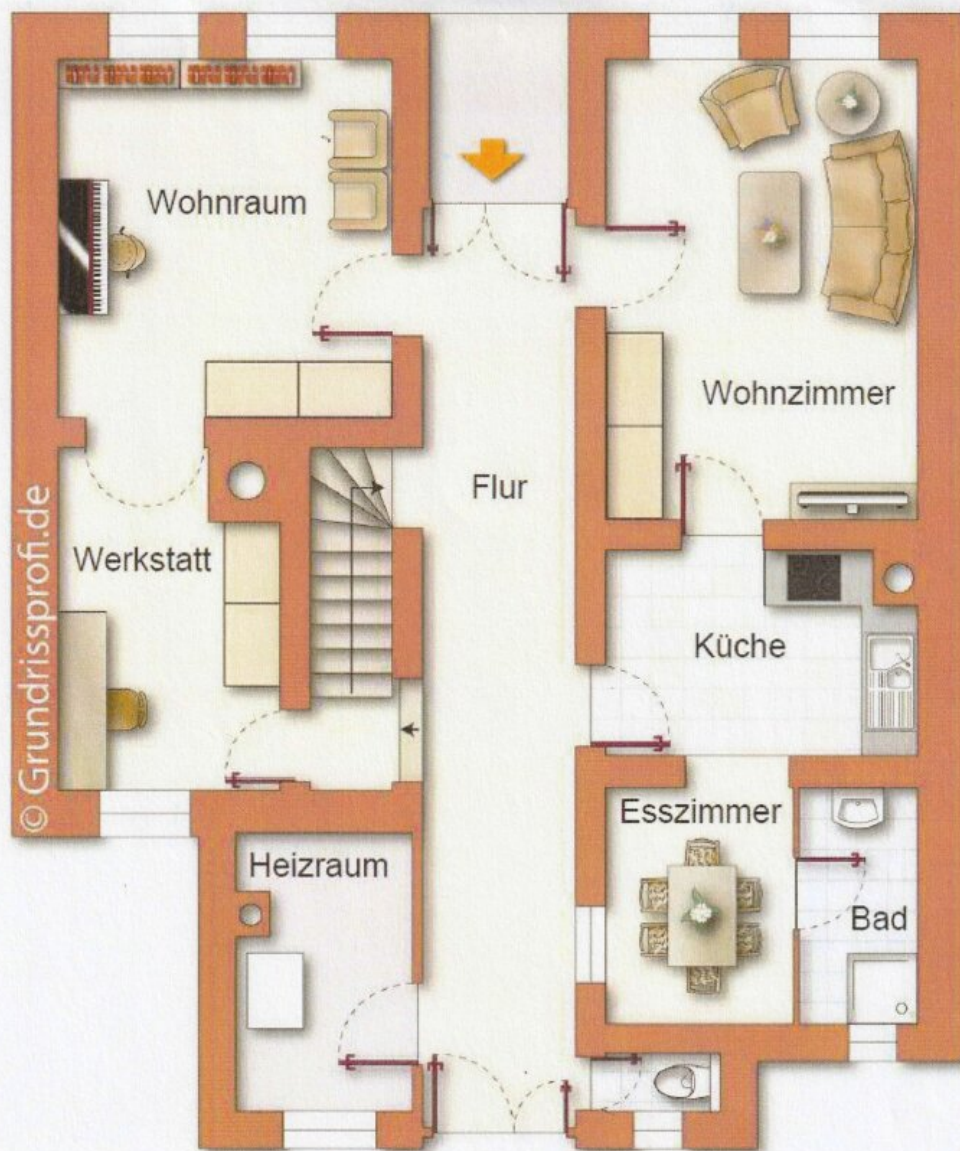 Wohnraum
Wohnzimmer
Flur
Werkstatt
Küche
Esszimmer
Heizraum
Bad
© Grundrissprofi.de